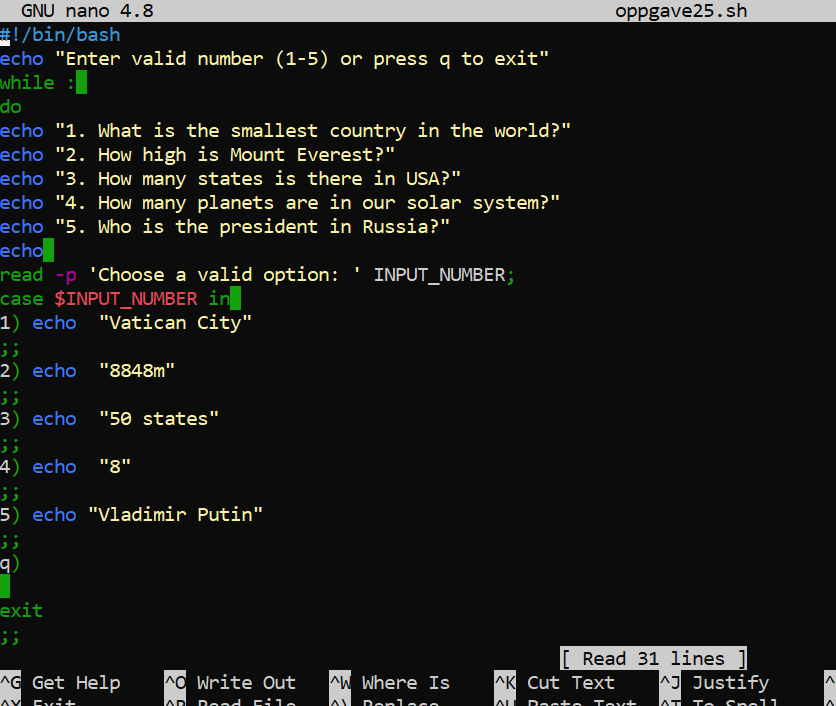 GNU nano 4.8 oppgave25.sh
#!/bin/bash
echo "Enter valid number (1-5) or press q to exit"
while :
do
echo "1. What is the smallest country in the world?"
echo "2. How high is Mount Everest?"
echo "3. How many states is there in USA?"
echo "4. How many planets are in our solar system?"
echo "5. Who is the president in Russia?"
echo
read -p 'Choose a valid option: ' INPUT_NUMBER;
case $INPUT_NUMBER in
1) echo  "Vatican City"
;;
2) echo  "8848m"
;;
3) echo  "50 states"
;;
4) echo  "8"
;;
5) echo "Vladimir Putin"
;;
q)
exit
;;
[ Read 31 lines ]
^G Get Help ^O Write Out ^W Where Is ^K Cut Text ^J Justify ^
^X Exit ^R Read File ^\ Replace ^U Paste Text ^T To Spell ^